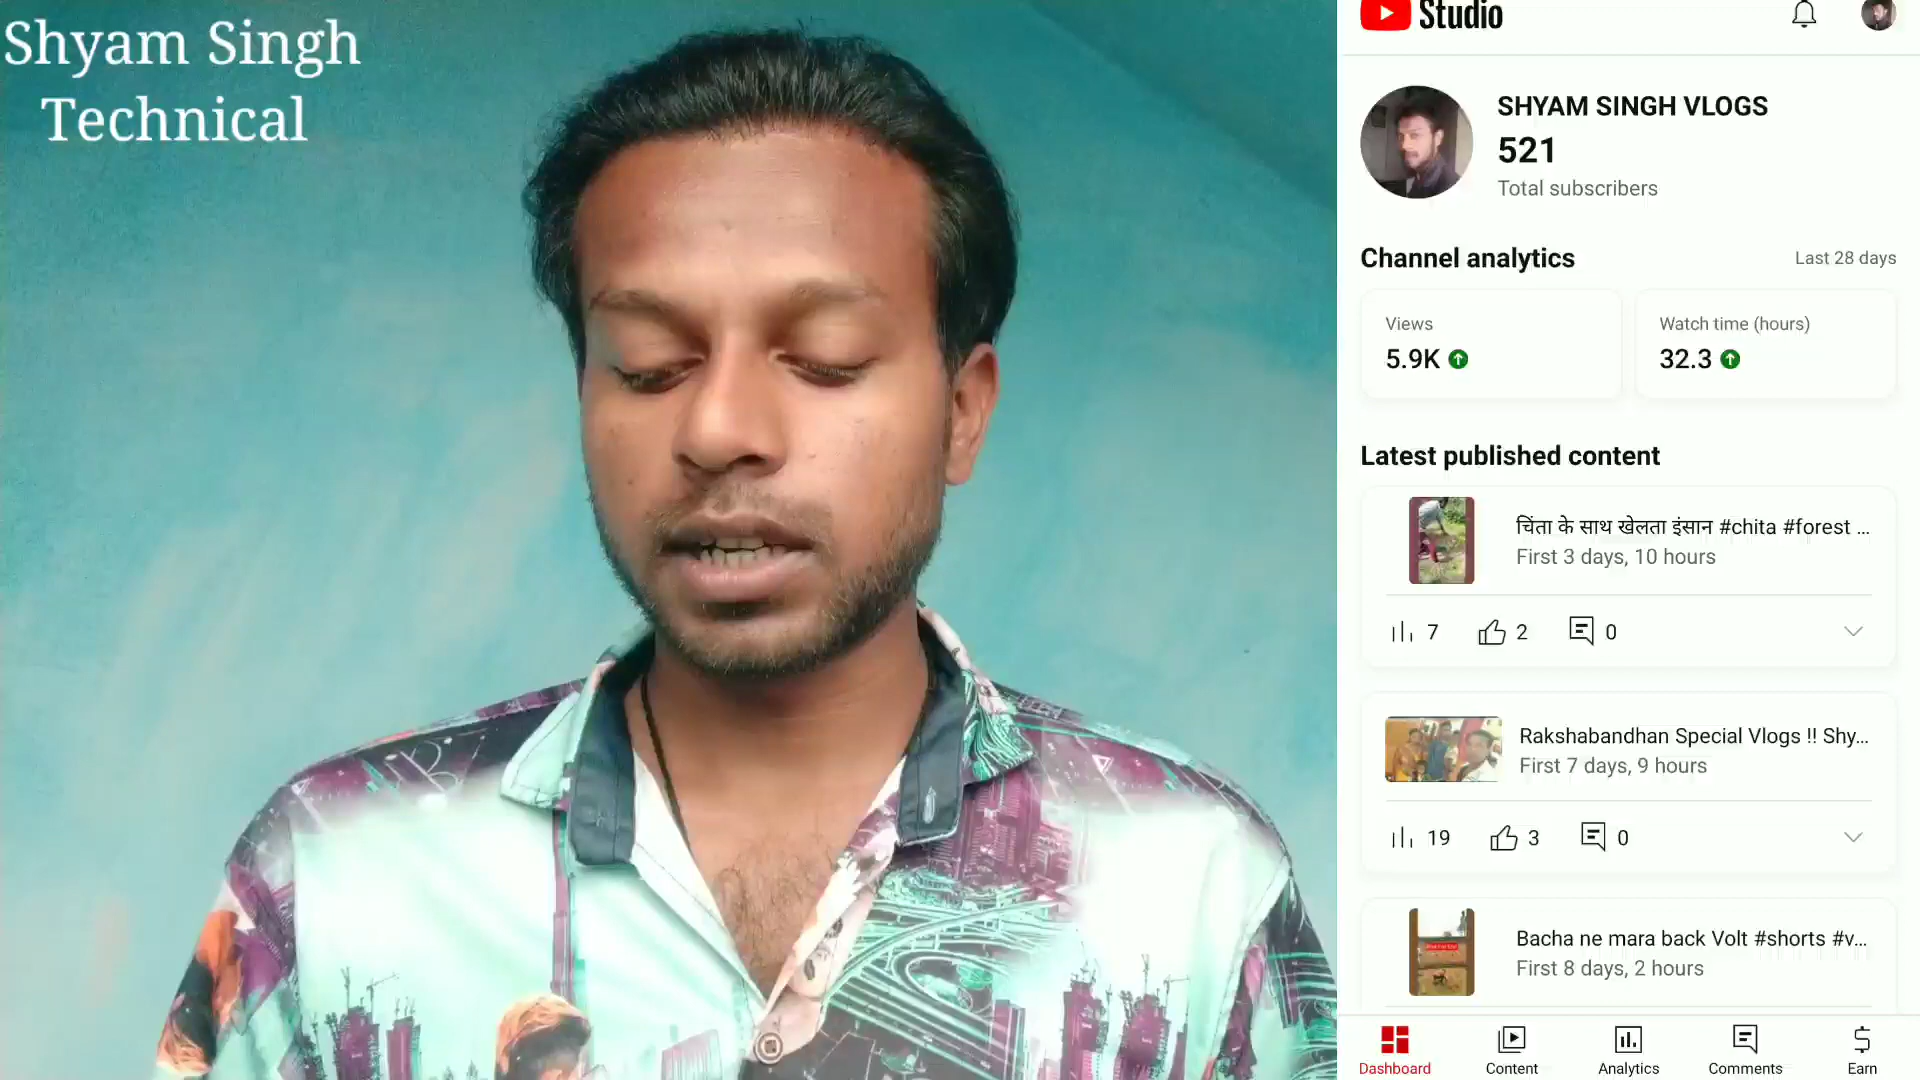 Shyam Singh
Technical
Studio
SHYAM SINGH VLOGS
521
Total subscribers
Channel analytics
Last 28 days
Views
5.9K
Watch time (hours)
32.3
Latest published content
चिंता के साथ खेलता इंसान #chita #forest ...
First 3 days, 10 hours
7 2 0
Rakshabandhan Special Vlogs !! Shy...
First 7 days, 9 hours
19 3 0
Bacha ne mara back Volt #shorts #v...
First 8 days, 2 hours
Dashboard
Content
Analytics
Comments
Earn